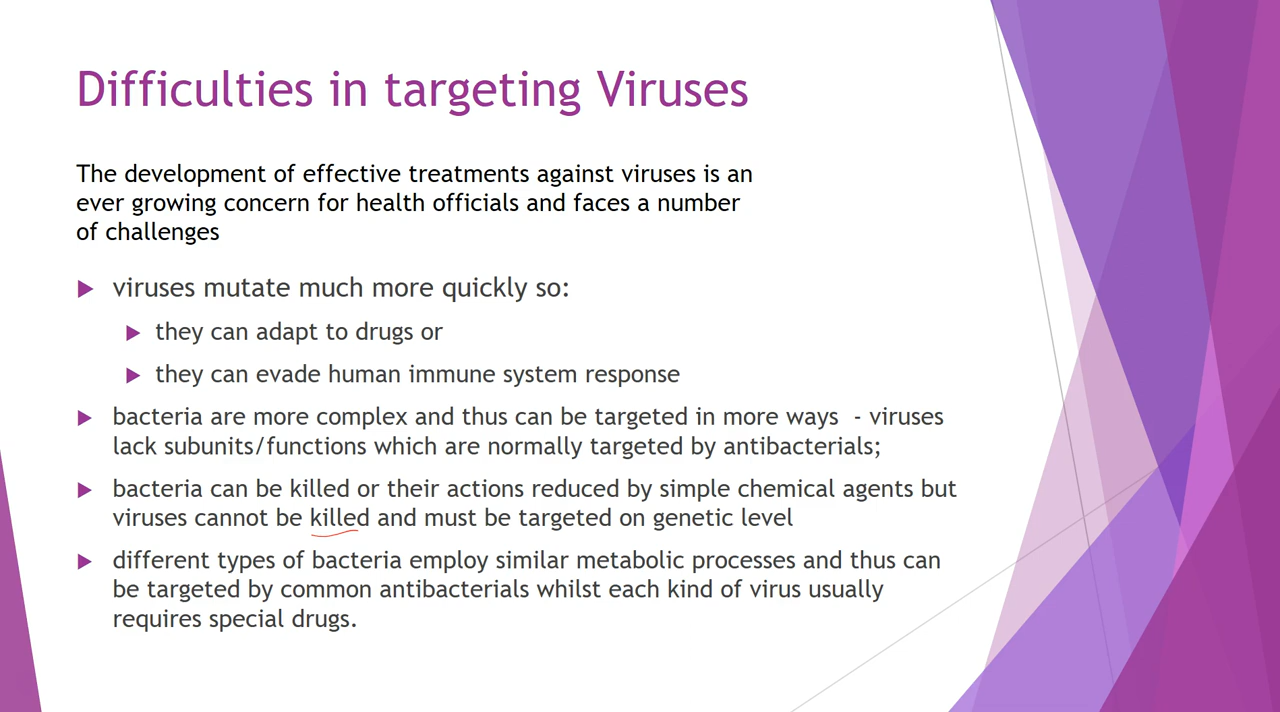 Difficulties in targeting Viruses
The development of effective treatments against viruses is an
ever growing concern for health officials and faces a number
of challenges
viruses mutate much more quickly so:
they can adapt to drugs or
they can evade human immune system response
bacteria are more complex and thus can be targeted in more ways - viruses
lack subunits/functions which are normally targeted by antibacterials;
bacteria can be killed or their actions reduced by simple chemical agents but
viruses cannot be killed and must be targeted on genetic level
different types of bacteria employ similar metabolic processes and thus can
be targeted by common antibacterials whilst each kind of virus usually
requires special drugs.